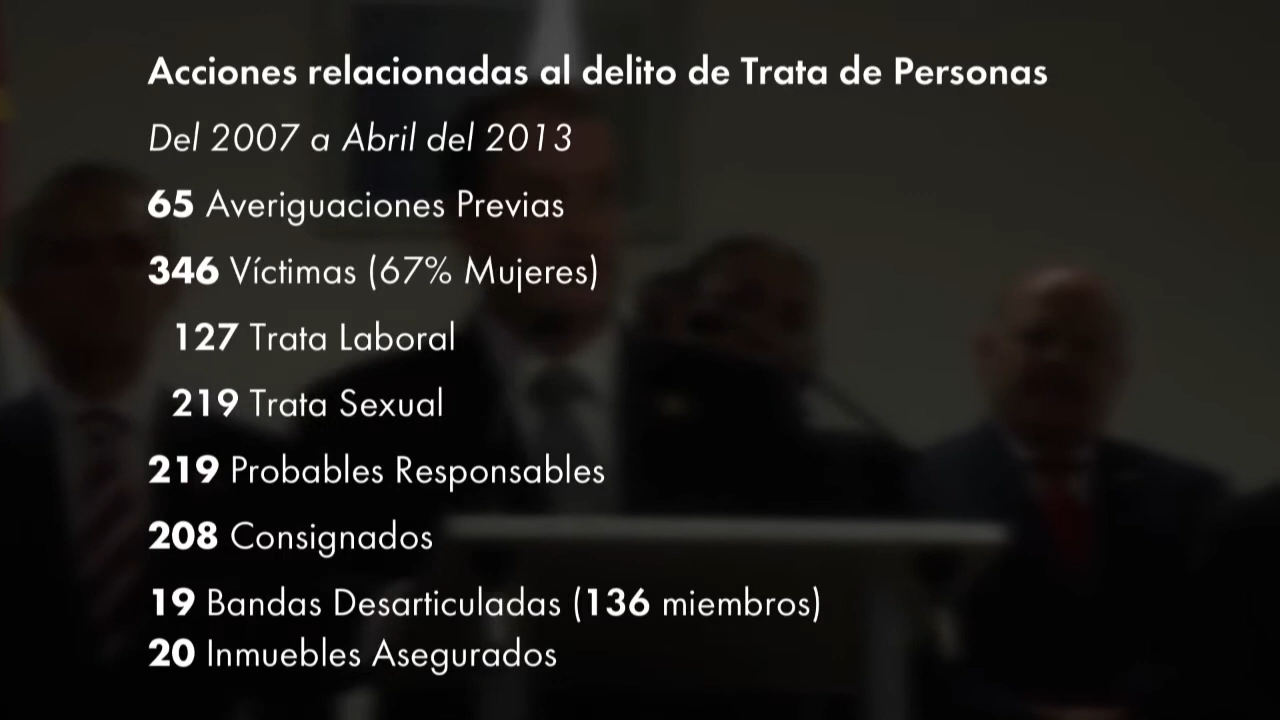 Acciones relacionadas al delito de Trata de Personas
Del 2007 a Abril del 2013
65 Averiguaciones Previas
346 Víctimas (67% Mujeres)
127 Trata Laboral
219 Trata Sexual
219 Probables Responsables
208 Consignados
19 Bandas Desarticuladas (136 miembros)
20 Inmuebles Asegurados